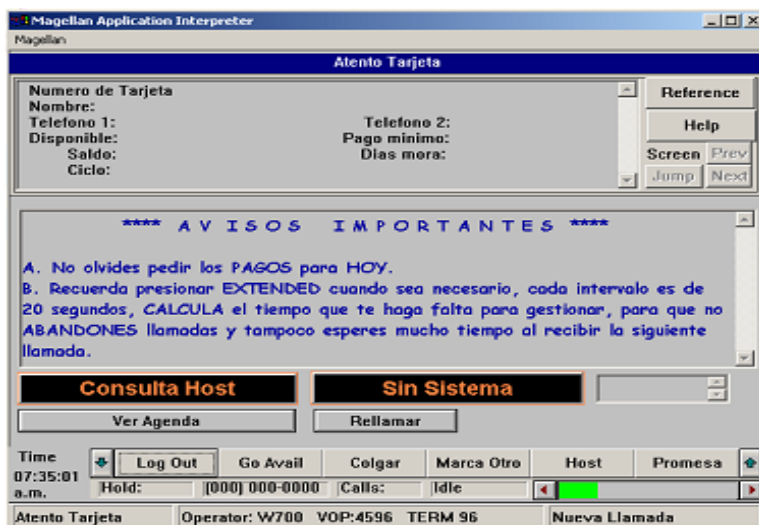 Magellan Application Interpreter
Magellan
Atento Tarjeta
Numero de Tarjeta
Nombre:
Telefono 1: Telefono 2:
Disponible: Pago minimo:
Saldo: Dias mora:
Ciclo:
Reference
Help
Screen Prev
Jump Next
**** A V I S O S I M P O R T A N T E S ****
A. No olvides pedir los PAGOS para HOY.
B. Recuerda presionar EXTENDED cuando sea necesario, cada intervalo es de
20 segundos, CALCULA el tiempo que te haga falta para gestionar, para que no
ABANDONES llamadas y tampoco esperes mucho tiempo al recibir la siguiente
llamada.
Consulta Host Sin Sistema
Ver Agenda Rellamar
Time
07:35:01
a.m.
Log Out Go Avail Colgar Marca Otro Host Promesa
Hold: (000) 000-0000 Calls: Idle
Atento Tarjeta Operator: W700 VOP:4596 TERM 96 Nueva Llamada